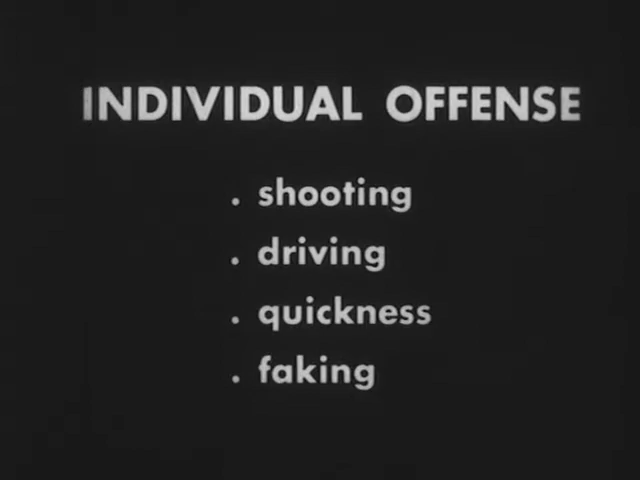 INDIVIDUAL OFFENSE
. shooting
. driving
. quickness
. faking